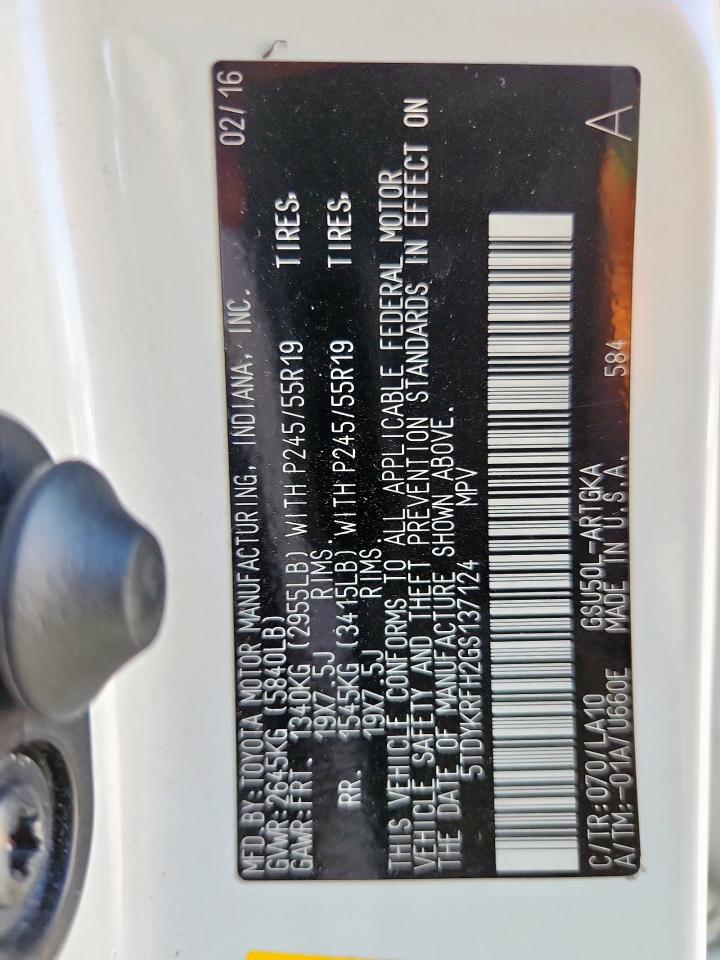 02/16
MFD.BY:TOYOTA MOTOR MANUFACTURING, INDIANA, INC.
GVWR:2645KG (5840LB)
GAWR:FRT. 1340KG (2955LB) WITH P245/55R19 TIRES,
19X7.5J RIMS.
RR. 1545KG (3415LB) WITH P245/55R19 TIRES,
19X7.5J RIMS
THIS VEHICLE CONFORMS TO ALL APPLICABLE FEDERAL MOTOR
VEHICLE SAFETY AND THEFT PREVENTION STANDARDS IN EFFECT ON
THE DATE OF MANUFACTURE SHOWN ABOVE.
5TDYKRFH2GS137124 MPV
C/TR:070/LA10 GSU50L-ARTGKA 584
A/TM:-01A/U660E MADE IN U.S.A.
A